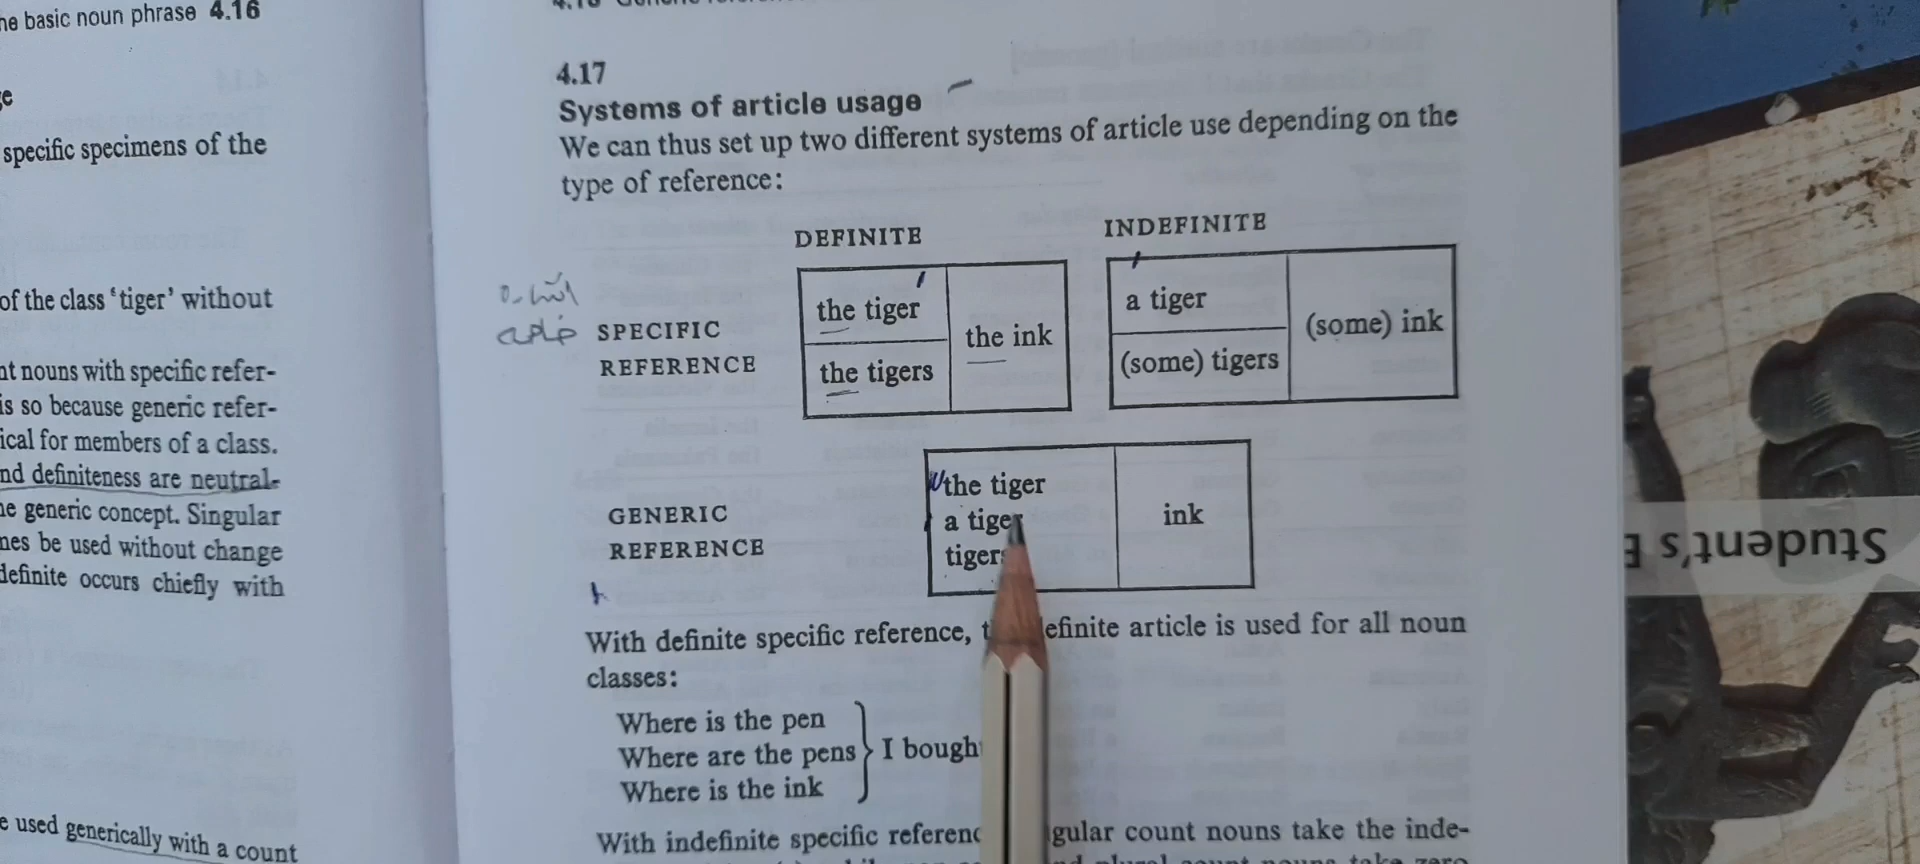 he basic noun phrase 4.16
specific specimens of the
of the class ‘tiger’ without
nt nouns with specific refer-
is so because generic refer-
ical for members of a class.
nd definiteness are neutral-
he generic concept. Singular
mes be used without change
definite occurs chiefly with
e used generically with a count
4.17
Systems of article usage
We can thus set up two different systems of article use depending on the
type of reference:
DEFINITE INDEFINITE
خاصه SPECIFIC
REFERENCE
the tiger
the tigers
the ink
a tiger
(some) tigers
(some) ink
GENERIC
REFERENCE
the tiger
a tiger
tigers
ink
With definite specific reference, t efinite article is used for all noun
classes:
Where is the pen
Where are the pens
Where is the ink
I bough
With indefinite specific referenc gular count nouns take the inde-
Student's